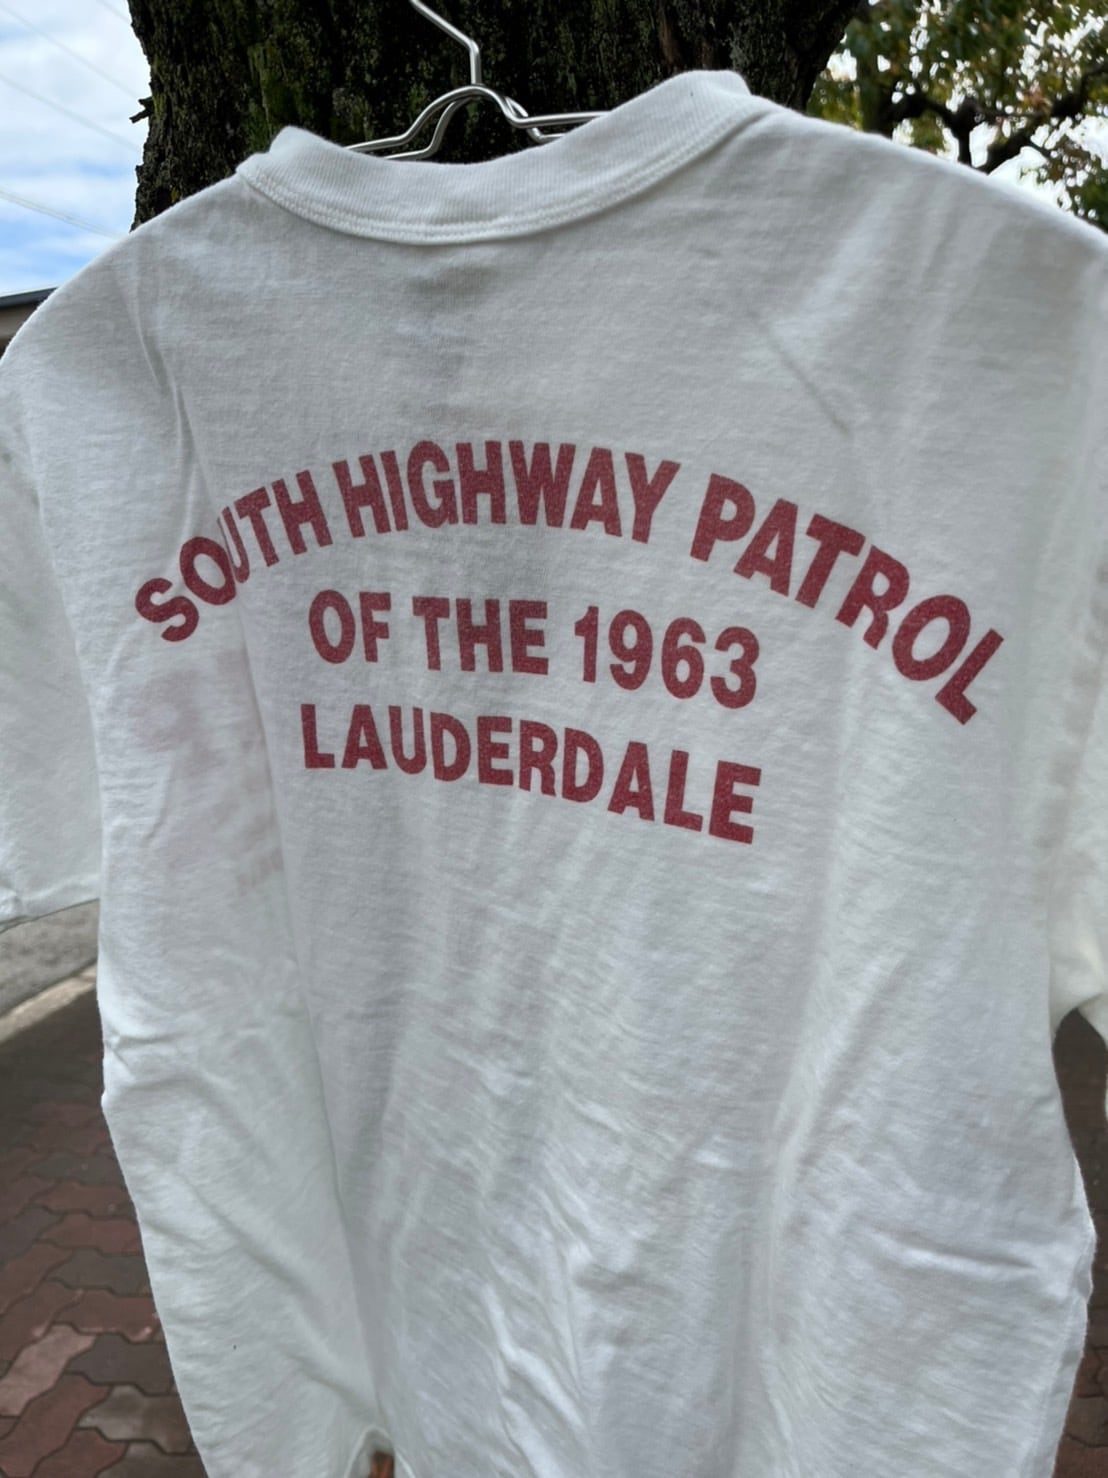 SOUTH HIGHWAY PATROL
OF THE 1963
LAUDERDALE